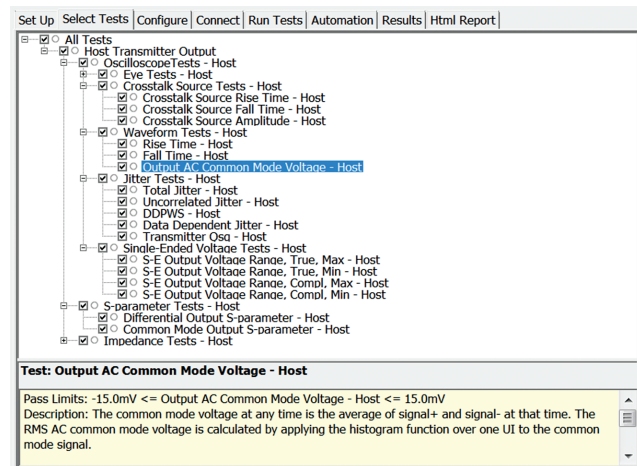 Set Up Select Tests Configure Connect Run Tests Automation Results Html Report
All Tests
Host Transmitter Output
OscilloscopeTests - Host
Eye Tests - Host
Crosstalk Source Tests - Host
Crosstalk Source Rise Time - Host
Crosstalk Source Fall Time - Host
Crosstalk Source Amplitude - Host
Waveform Tests - Host
Rise Time - Host
Fall Time - Host
Output AC Common Mode Voltage - Host
Jitter Tests - Host
Total Jitter - Host
Uncorrelated Jitter - Host
DDPWS - Host
Data Dependent Jitter - Host
Transmitter Qsq - Host
Single-Ended Voltage Tests - Host
S-E Output Voltage Range, True, Max - Host
S-E Output Voltage Range, True, Min - Host
S-E Output Voltage Range, Compl, Max - Host
S-E Output Voltage Range, Compl, Min - Host
S-parameter Tests - Host
Differential Output S-parameter - Host
Common Mode Output S-parameter - Host
Impedance Tests - Host
Test: Output AC Common Mode Voltage - Host
Pass Limits: -15.0mV <= Output AC Common Mode Voltage - Host <= 15.0mV
Description: The common mode voltage at any time is the average of signal+ and signal- at that time. The
RMS AC common mode voltage is calculated by applying the histogram function over one UI to the common
mode signal.